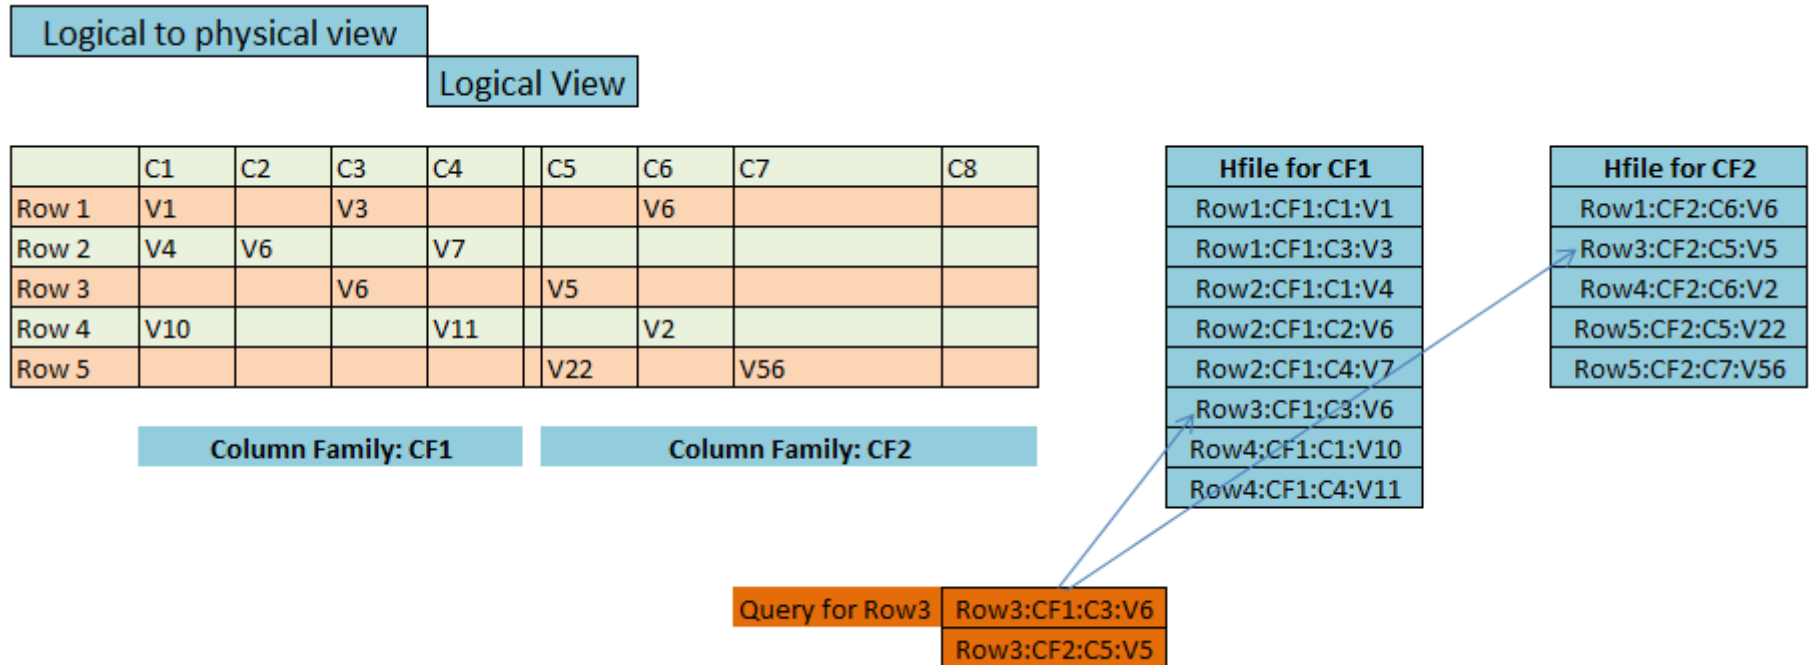 Logical to physical view
Logical View
C1 C2 C3 C4 C5 C6 C7 C8
Row 1 V1 V3 V6
Row 2 V4 V6 V7
Row 3 V6 V5
Row 4 V10 V11 V2
Row 5 V22 V56
Column Family: CF1
Column Family: CF2
Hfile for CF1
Row1:CF1:C1:V1
Row1:CF1:C3:V3
Row2:CF1:C1:V4
Row2:CF1:C2:V6
Row2:CF1:C4:V7
Row3:CF1:C3:V6
Row4:CF1:C1:V10
Row4:CF1:C4:V11
Hfile for CF2
Row1:CF2:C6:V6
Row3:CF2:C5:V5
Row4:CF2:C6:V2
Row5:CF2:C5:V22
Row5:CF2:C7:V56
Query for Row3 Row3:CF1:C3:V6
Row3:CF2:C5:V5